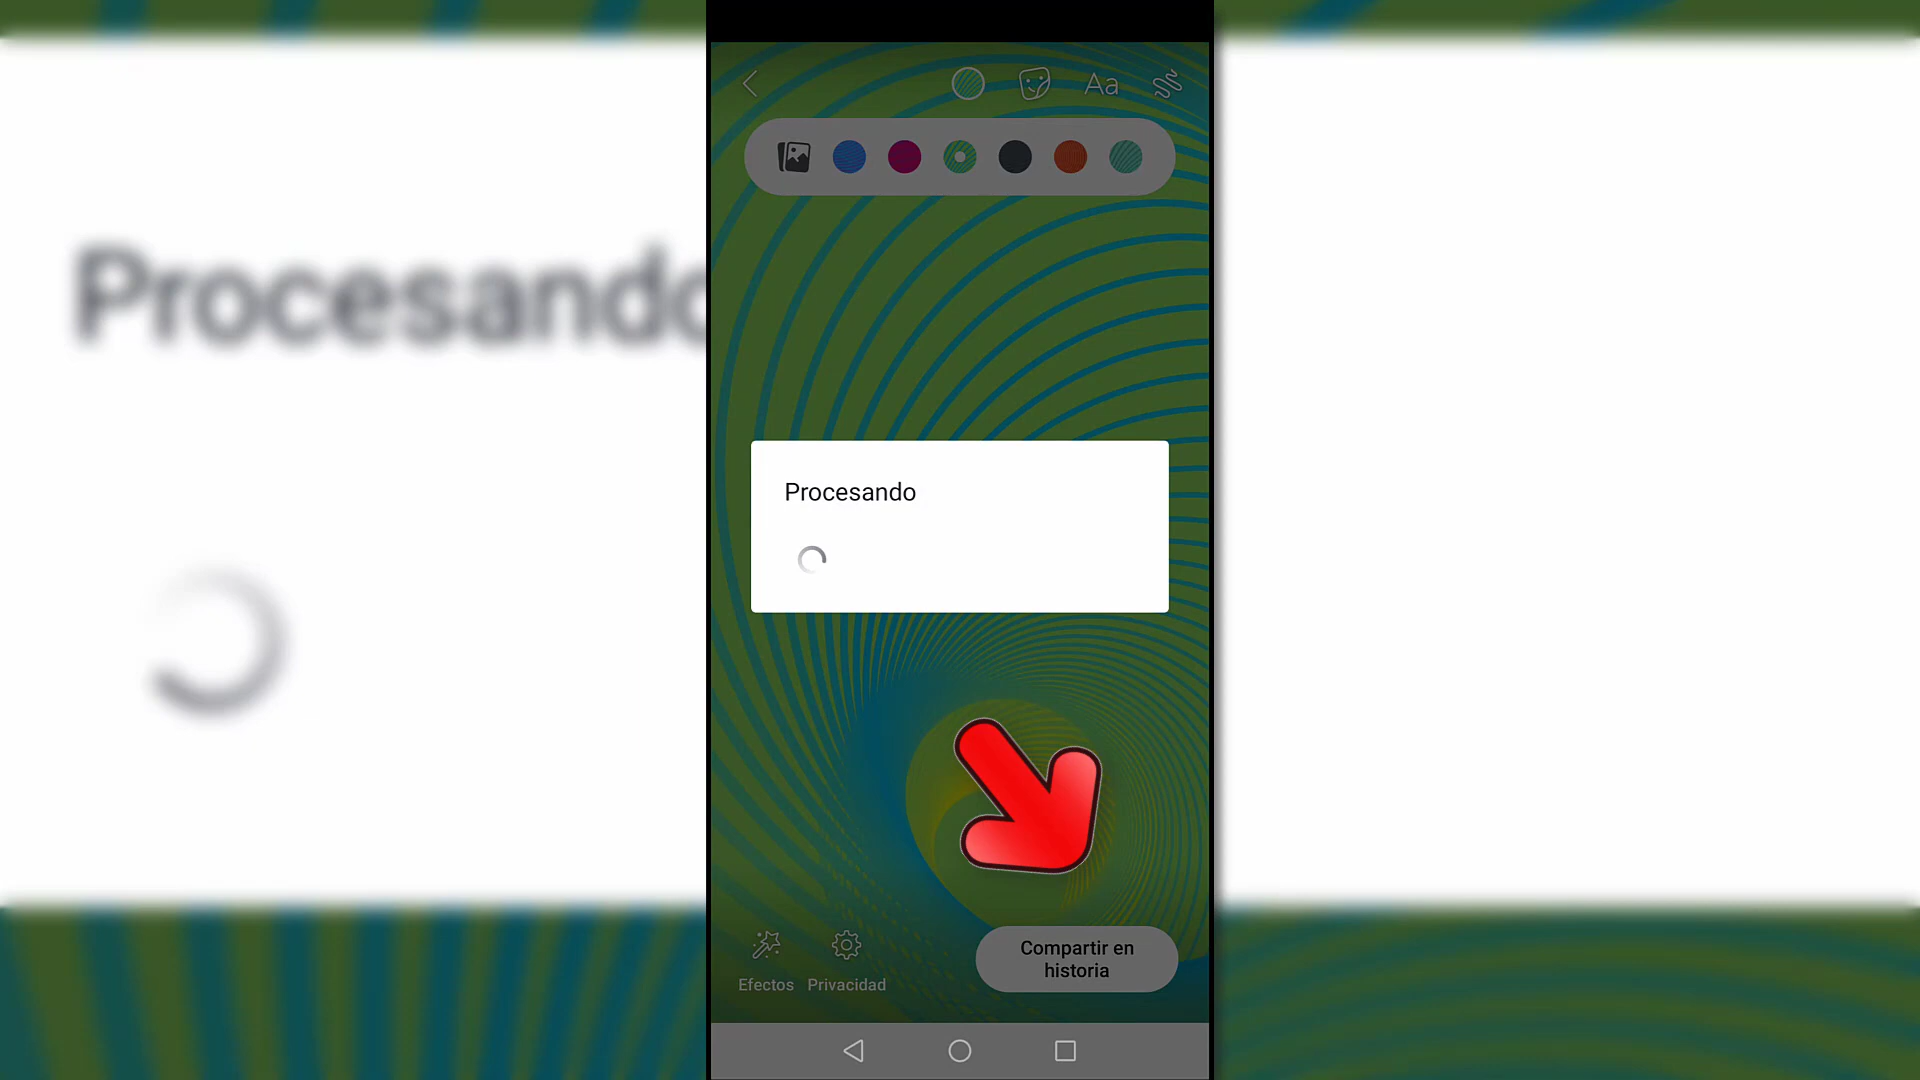 Aa
Procesando
Procesando
Compartir en
historia
Efectos Privacidad